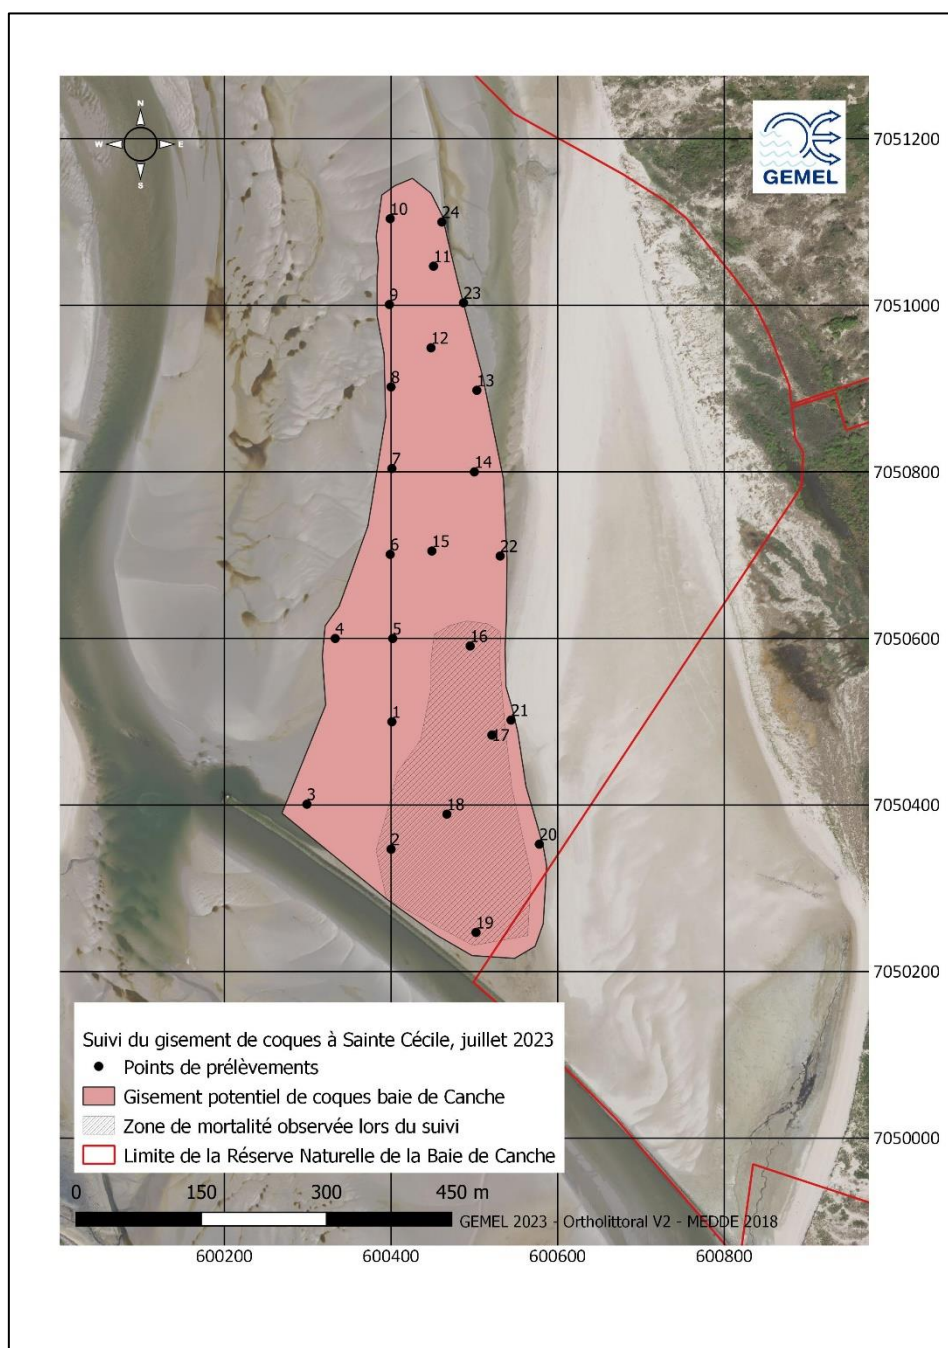 N
W E
S
GEMEL
7051200
10
24
11
9
23
7051000
12
8
13
7
14
7050800
6
15
22
4
5
16
7050600
1
21
17
3
18
7050400
2
20
19
7050200
Suivi du gisement de coques à Sainte Cécile, juillet 2023
Points de prélèvements
Gisement potentiel de coques baie de Canche
Zone de mortalité observée lors du suivi
7050000
Limite de la Réserve Naturelle de la Baie de Canche
0 150 300 450 m
GEMEL 2023 - Ortholittoral V2 - MEDDE 2018
600200 600400 600600 600800